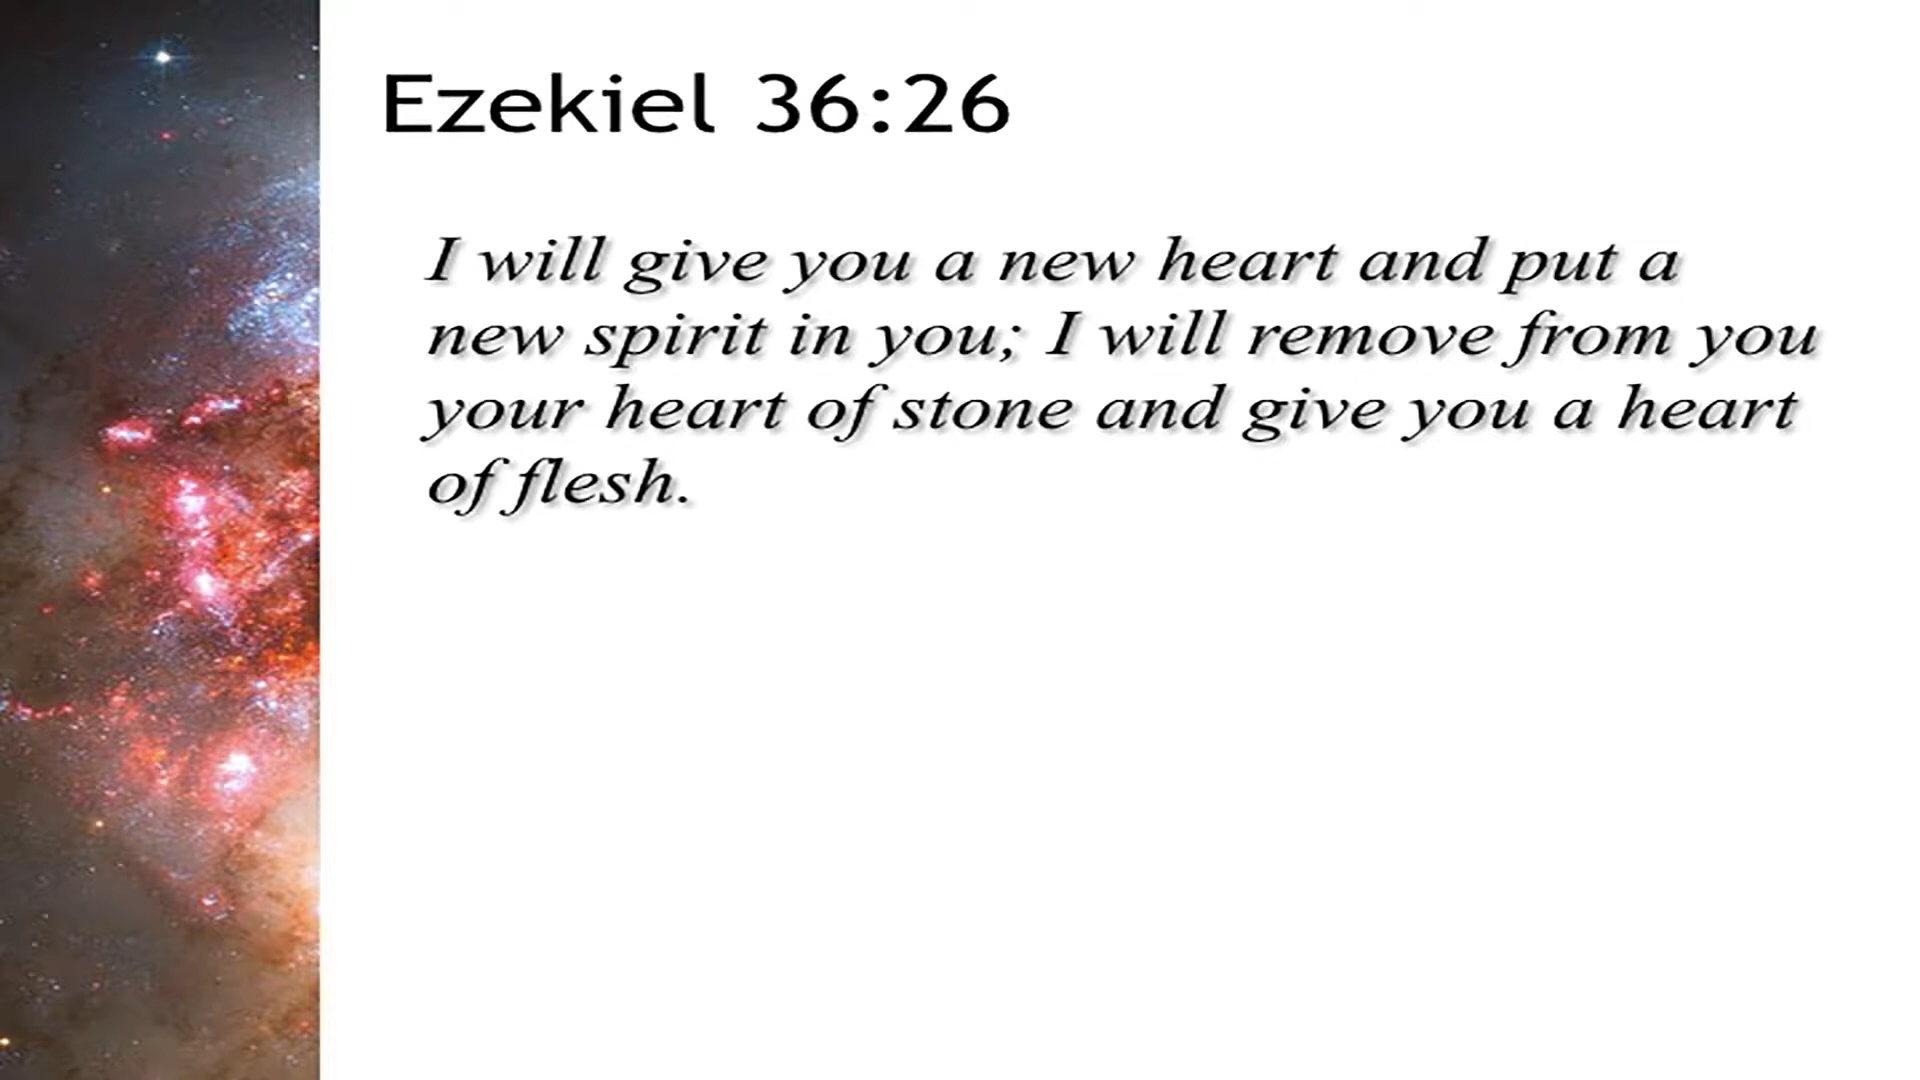 Ezekiel 36:26
I will give you a new heart and put a
new spirit in you; I will remove from you
your heart of stone and give you a heart
of flesh.